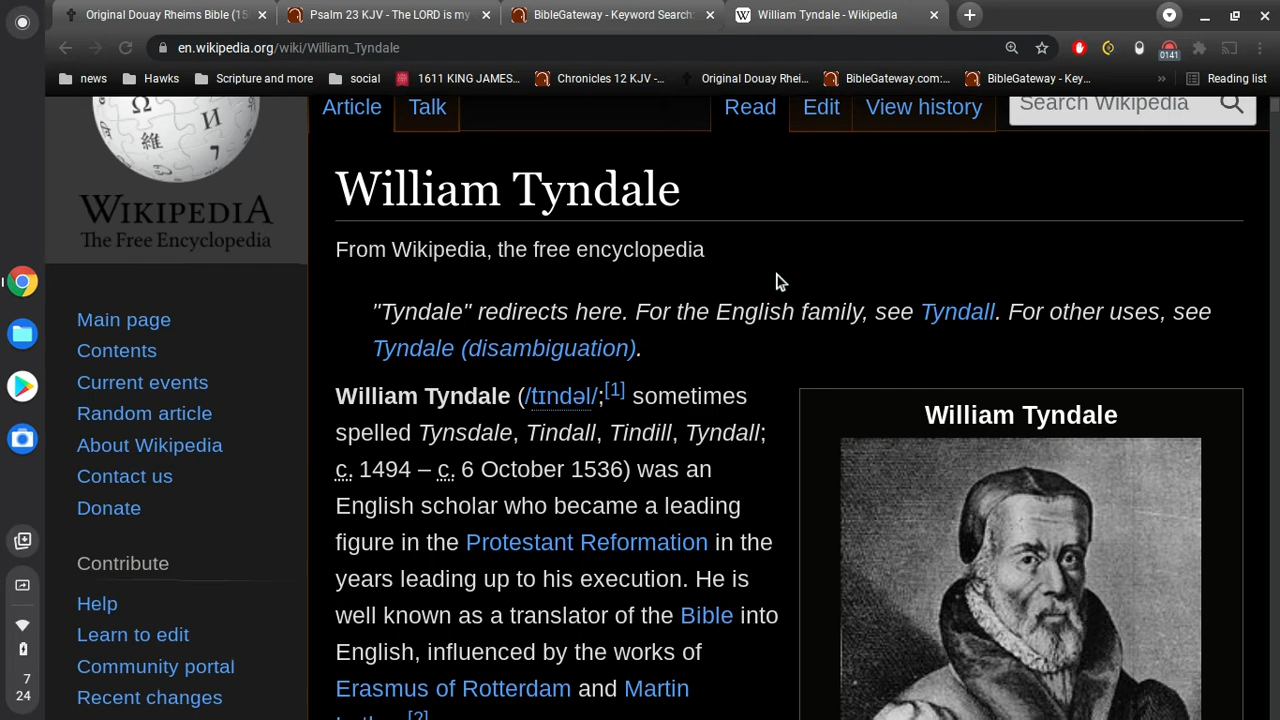 Original Douay Rheims Bible (15
Psalm 23 KJV - The LORD is my
BibleGateway - Keyword Search:
William Tyndale - Wikipedia
en.wikipedia.org/wiki/William_Tyndale
0141
news
Hawks
Scripture and more
social
1611 KING JAMES...
Chronicles 12 KJV -...
Original Douay Rhei...
BibleGateway.com:...
BibleGateway - Key...
»
Reading list
Article
Talk
Read
Edit
View history
Search Wikipedia
Ω
И
維
7
WIKIPEDIA
The Free Encyclopedia
Main page
Contents
Current events
Random article
About Wikipedia
Contact us
Donate
Contribute
Help
Learn to edit
Community portal
Recent changes
William Tyndale
From Wikipedia, the free encyclopedia
"Tyndale" redirects here. For the English family, see Tyndall. For other uses, see
Tyndale (disambiguation).
William Tyndale (/tɪndəl/;[1] sometimes
spelled Tynsdale, Tindall, Tindill, Tyndall;
c. 1494 – c. 6 October 1536) was an
English scholar who became a leading
figure in the Protestant Reformation in the
years leading up to his execution. He is
well known as a translator of the Bible into
English, influenced by the works of
Erasmus of Rotterdam and Martin
[2]
William Tyndale
7
24